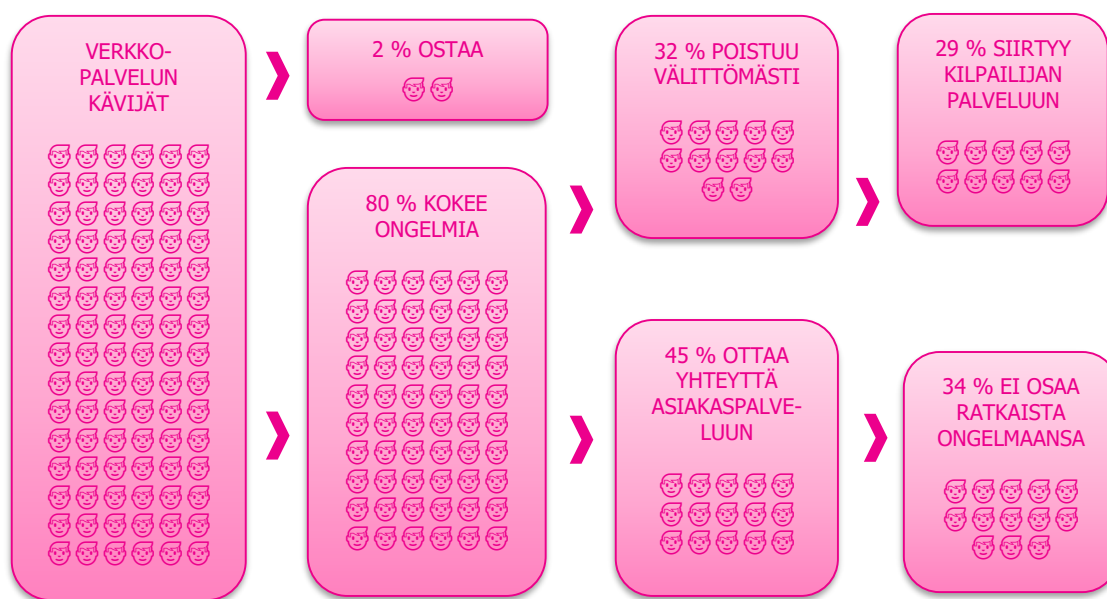 VERKKO-
PALVELUN
KÄVIJÄT
2 % OSTAA
80 % KOKEE
ONGELMIA
32 % POISTUU
VÄLITTÖMÄSTI
29 % SIIRTYY
KILPAILIJAN
PALVELUUN
45 % OTTAA
YHTEYTTÄ
ASIAKASPALVE-
LUUN
34 % EI OSAA
RATKAISTA
ONGELMAANSA